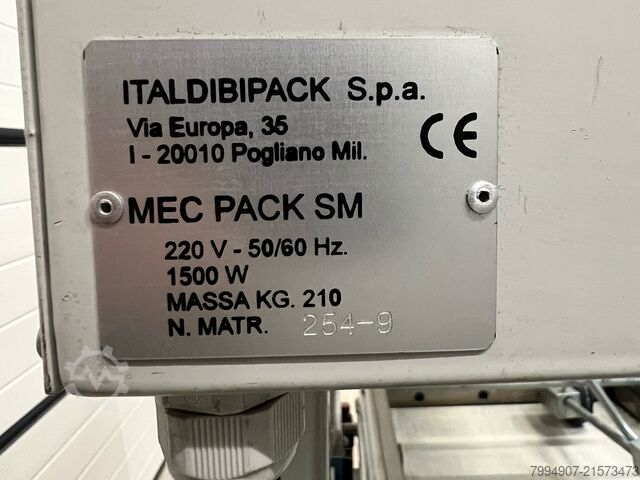 ITALDIBIPACK S.p.a.
Via Europa, 35
I - 20010 Pogliano Mil.
CE
MEC PACK SM
220 V - 50/60 Hz.
1500 W
MASSA KG. 210
N. MATR. 254-9
7994907-21573473